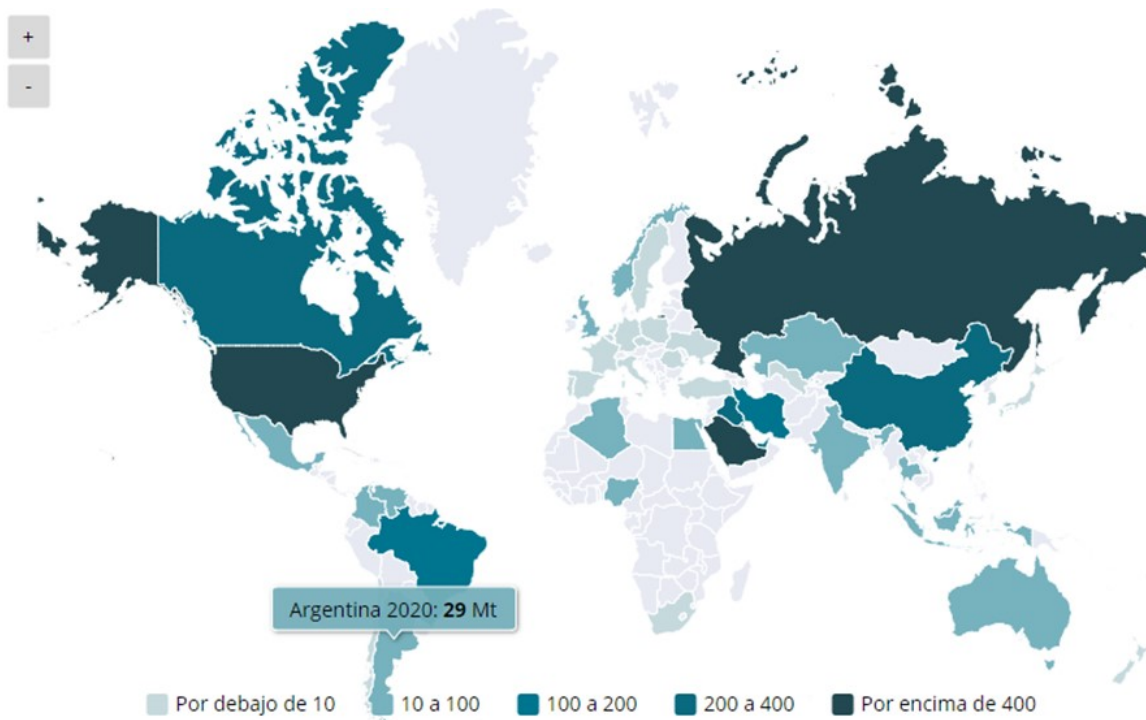 +
-
Argentina 2020: 29 Mt
Por debajo de 10
10 a 100
100 a 200
200 a 400
Por encima de 400